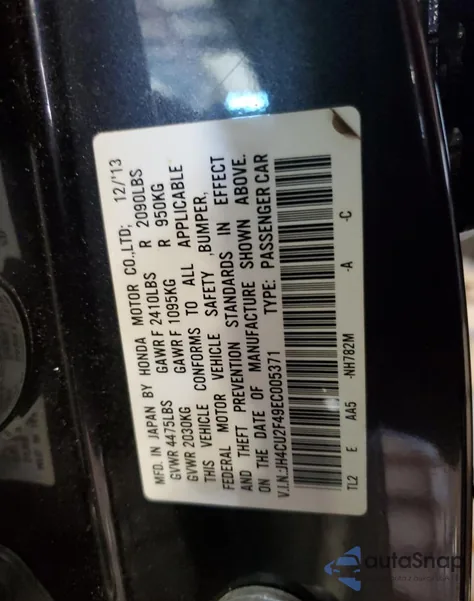 MFD. IN JAPAN BY HONDA MOTOR CO.,LTD; 12/'13
GVWR 4475LBS GAWR F 2410LBS R 2090LBS
GVWR 2030KG GAWR F 1095KG R 950KG
THIS VEHICLE CONFORMS TO ALL APPLICABLE
FEDERAL MOTOR VEHICLE SAFETY ,BUMPER,
AND THEFT PREVENTION STANDARDS IN EFFECT
ON THE DATE OF MANUFACTURE SHOWN ABOVE.
V.I.N.:JH4CU2F49EC005371 TYPE: PASSENGER CAR
TL2 E AA5 -NH782M -A -C
autaSnap